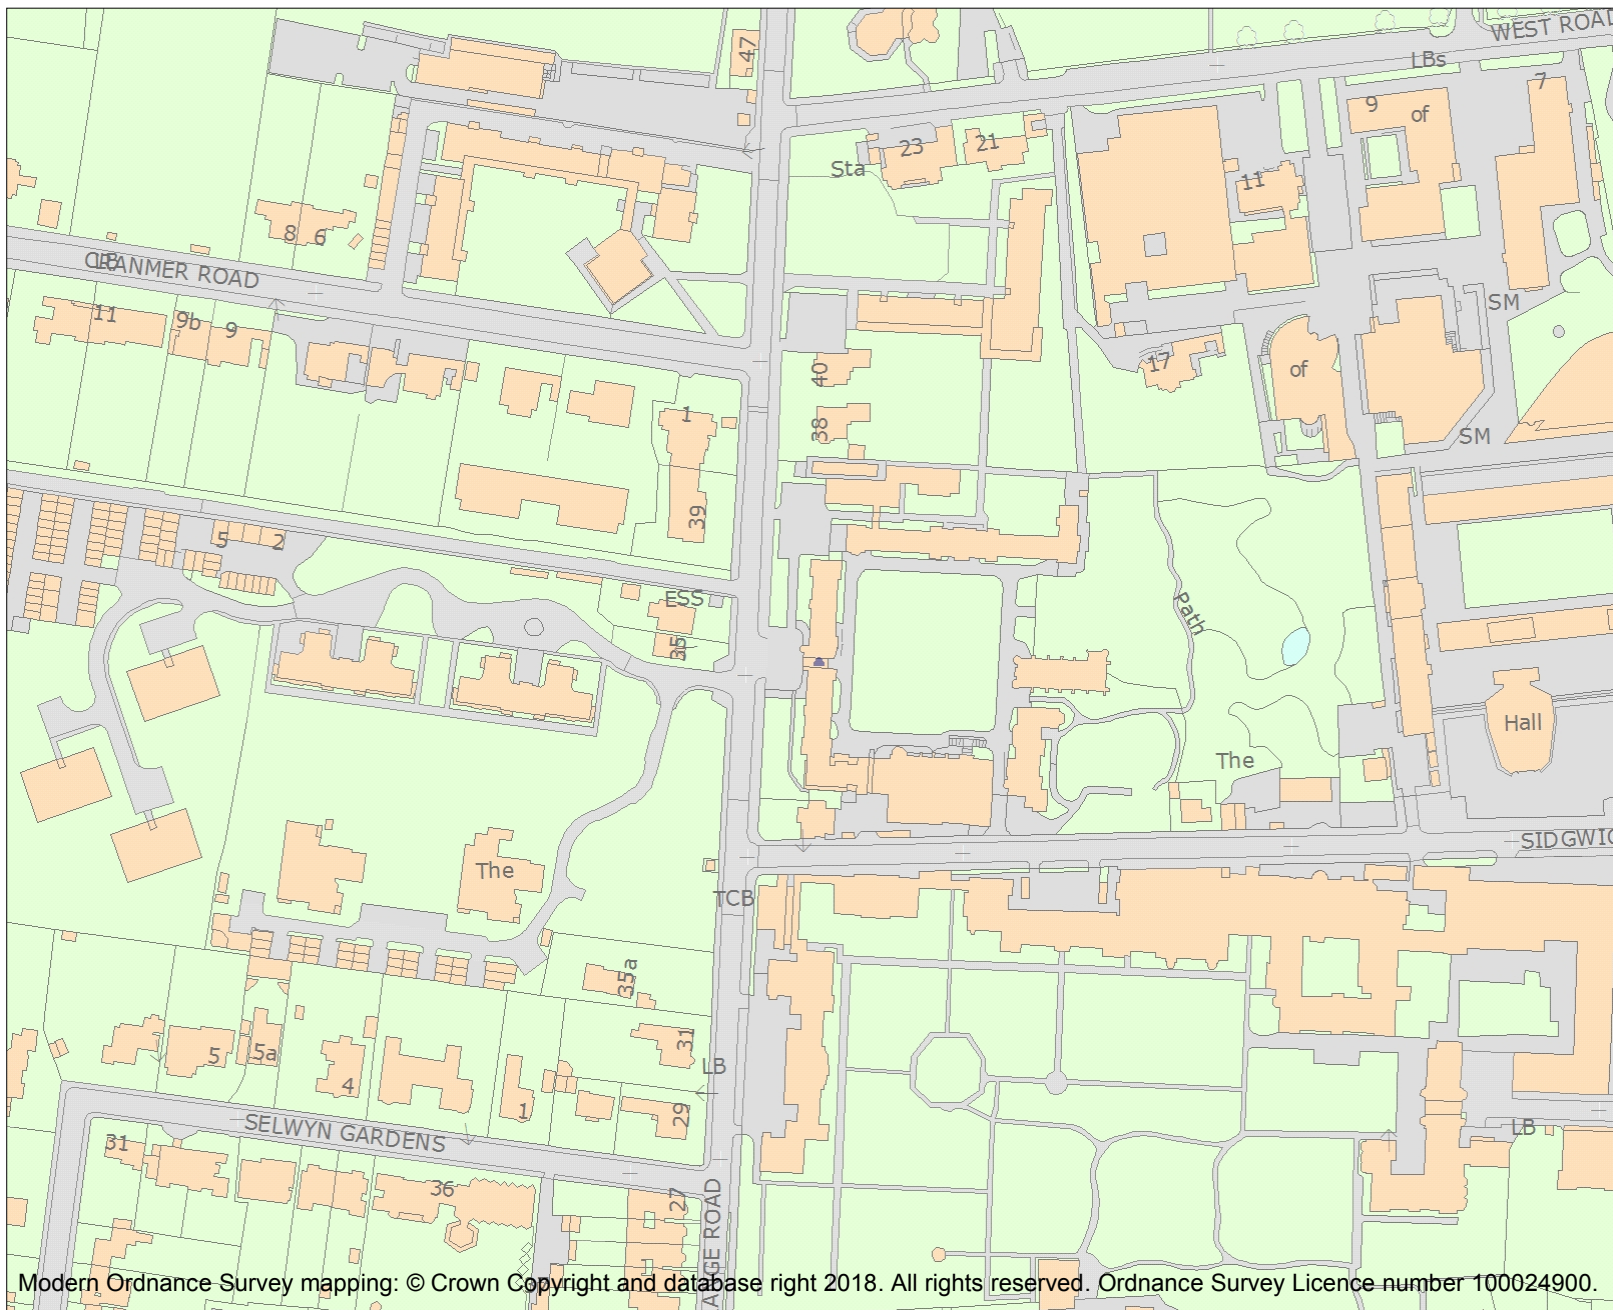 WEST ROAD
47
LBs
7
9
of
23
21
Sta
11
8
6
CRANMER ROAD
SM
11
9b
9
17
of
40
1
38
SM
39
5
2
ESS
Path
35
Hall
The
SIDGWIC
The
TCB
35a
31
5
5a
4
LB
1
29
SELWYN GARDENS
LB
31
36
27
AGE ROAD
Modern Ordnance Survey mapping: © Crown Copyright and database right 2018. All rights reserved. Ordnance Survey Licence number 100024900.